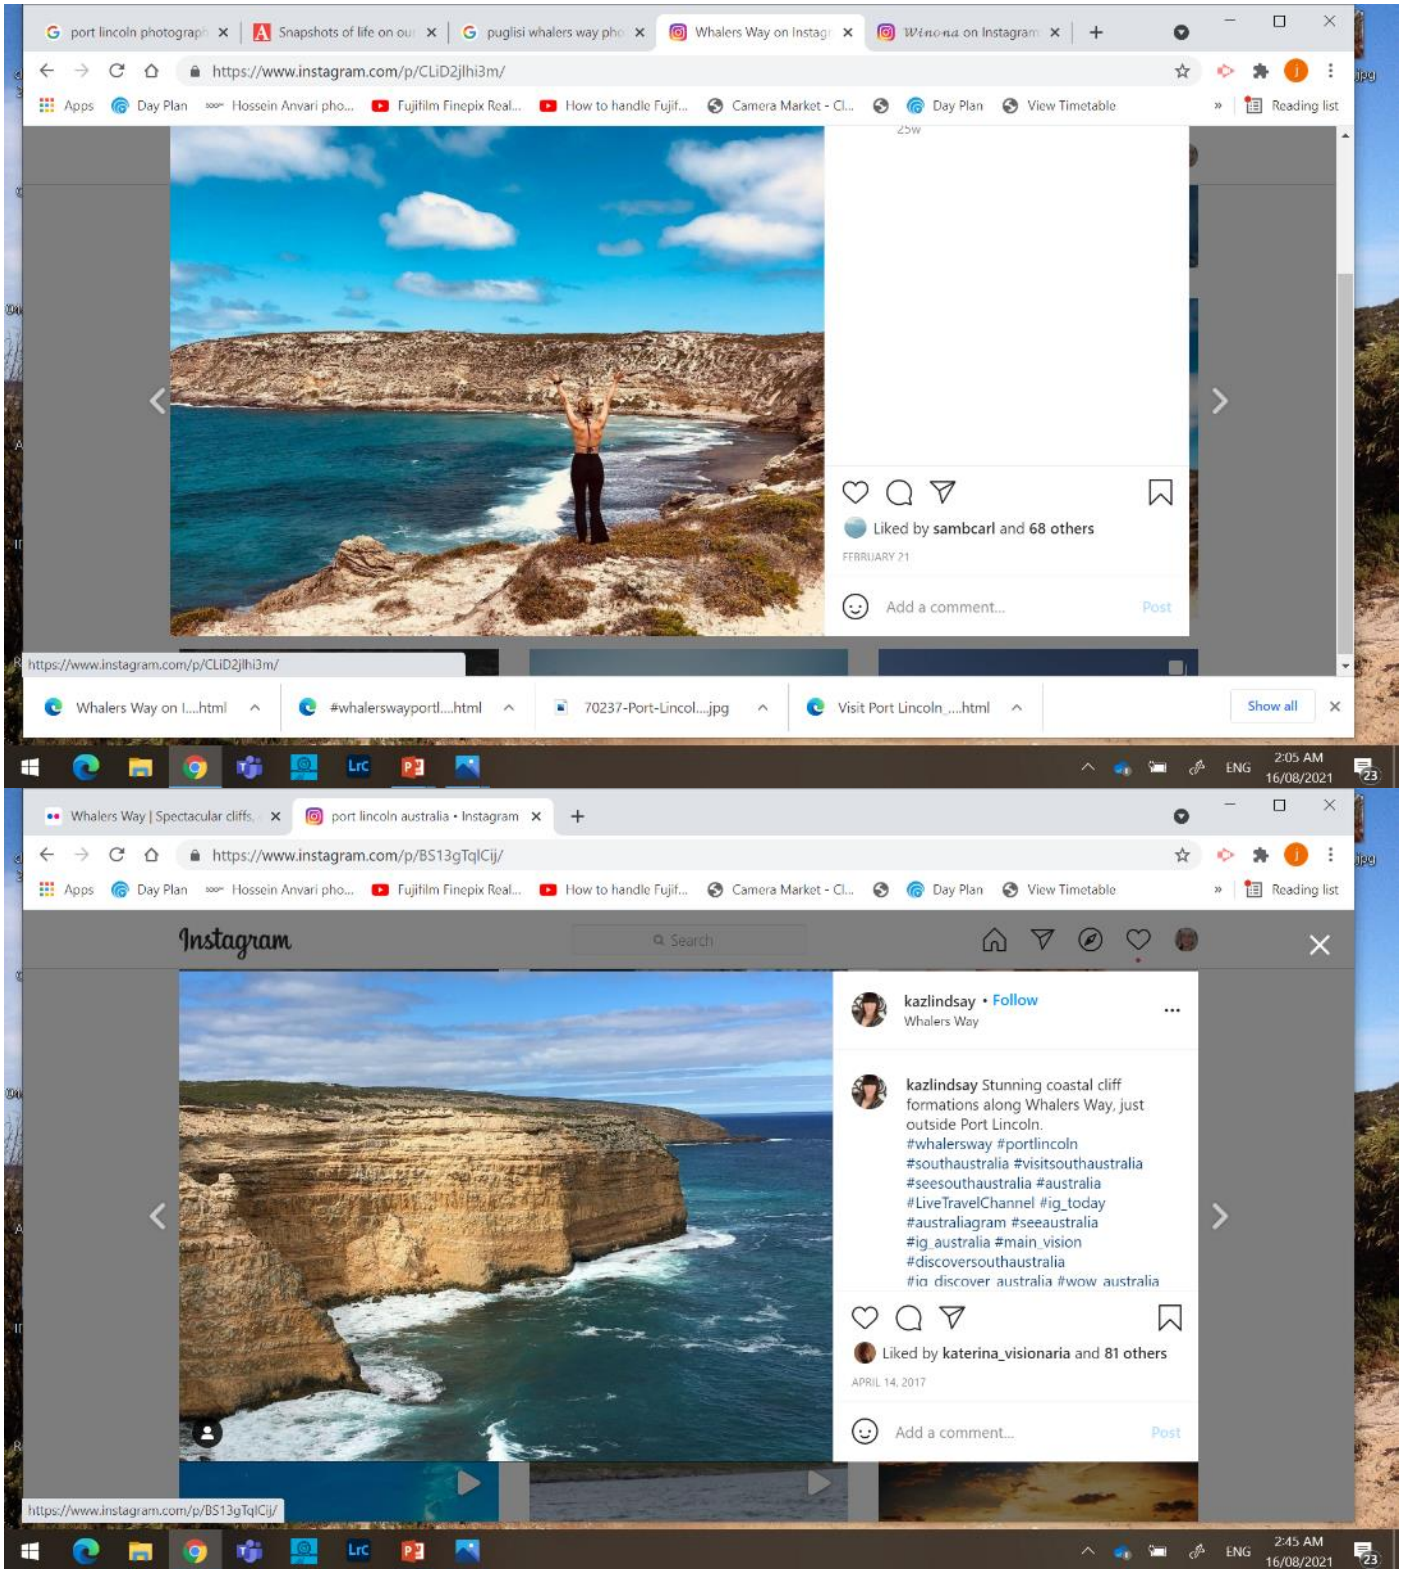 port lincoln photograph
Snapshots of life on ou
puglisi whalers way pho
Whalers Way on Instag
Winona on Instagram
https://www.instagram.com/p/CLiD2jlhi3m/
Apps
Day Plan
Hossein Anvari pho...
Fujifilm Finepix Real...
How to handle Fujif...
Camera Market - Cl...
Day Plan
View Timetable
»
Reading list
25w
Liked by sambcarl and 68 others
FEBRUARY 21
Add a comment...
Post
https://www.instagram.com/p/CLiD2jlhi3m/
Whalers Way on I....html
#whalerswayportl....html
70237-Port-Lincol....jpg
Visit Port Lincoln_....html
Show all
LrC
ENG
2:05 AM
16/08/2021
23
Whalers Way | Spectacular cliffs,
port lincoln australia • Instagram
https://www.instagram.com/p/BS13gTqlCij/
Apps
Day Plan
Hossein Anvari pho...
Fujifilm Finepix Real...
How to handle Fujif...
Camera Market - Cl...
Day Plan
View Timetable
»
Reading list
Instagram
Search
kazlindsay • Follow
Whalers Way
kazlindsay Stunning coastal cliff
formations along Whalers Way, just
outside Port Lincoln.
#whalersway #portlincoln
#southaustralia #visitsouthaustralia
#seesouthaustralia #australia
#LiveTravelChannel #ig_today
#australiagram #seeaustralia
#ig_australia #main_vision
#discoversouthaustralia
#ig_discover_australia #wow_australia
Liked by katerina_visionaria and 81 others
APRIL 14, 2017
Add a comment...
Post
https://www.instagram.com/p/BS13gTqlCij/
LrC
ENG
2:45 AM
16/08/2021
23